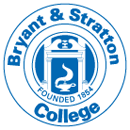 Bryant & Stratton
FOUNDED 1854
College